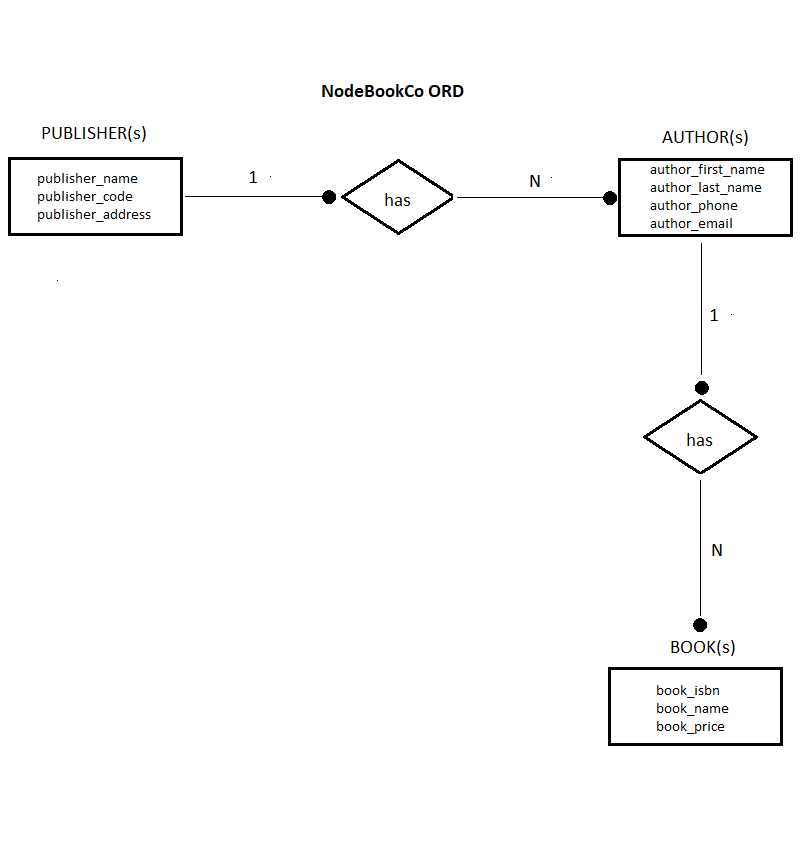 NodeBookCo ORD
PUBLISHER(s)
publisher_name
publisher_code
publisher_address
1
has
N
AUTHOR(s)
author_first_name
author_last_name
author_phone
author_email
1
has
N
BOOK(s)
book_isbn
book_name
book_price